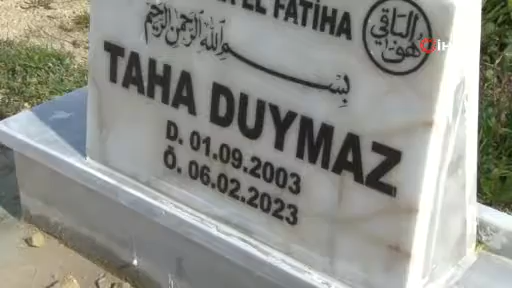 EL FATİHA
هو الباقي
بسم الله الرحمن الرحيم
TAHA DUYMAZ
D. 01.09.2003
Ö. 06.02.2023